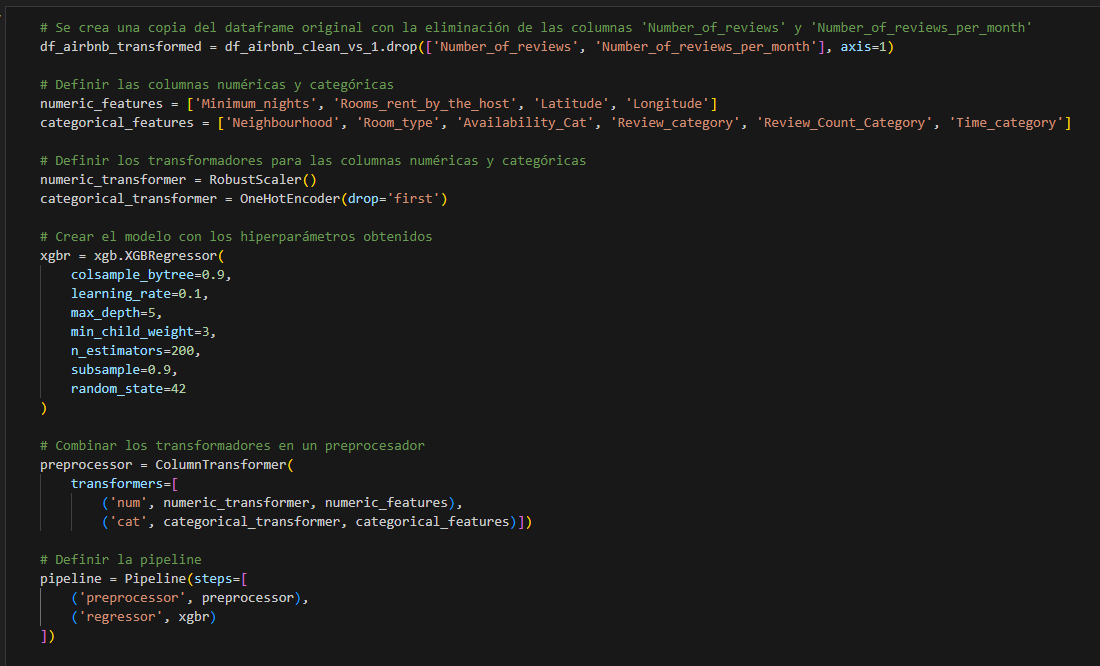 # Se crea una copia del dataframe original con la eliminación de las columnas 'Number_of_reviews' y 'Number_of_reviews_per_month'
df_airbnb_transformed = df_airbnb_clean_vs_1.drop(['Number_of_reviews', 'Number_of_reviews_per_month'], axis=1)
# Definir las columnas numéricas y categóricas
numeric_features = ['Minimum_nights', 'Rooms_rent_by_the_host', 'Latitude', 'Longitude']
categorical_features = ['Neighbourhood', 'Room_type', 'Availability_Cat', 'Review_category', 'Review_Count_Category', 'Time_category']
# Definir los transformadores para las columnas numéricas y categóricas
numeric_transformer = RobustScaler()
categorical_transformer = OneHotEncoder(drop='first')
# Crear el modelo con los hiperparámetros obtenidos
xgbr = xgb.XGBRegressor(
    colsample_bytree=0.9,
    learning_rate=0.1,
    max_depth=5,
    min_child_weight=3,
    n_estimators=200,
    subsample=0.9,
    random_state=42
)
# Combinar los transformadores en un preprocesador
preprocessor = ColumnTransformer(
    transformers=[
        ('num', numeric_transformer, numeric_features),
        ('cat', categorical_transformer, categorical_features)])
# Definir la pipeline
pipeline = Pipeline(steps=[
    ('preprocessor', preprocessor),
    ('regressor', xgbr)
])